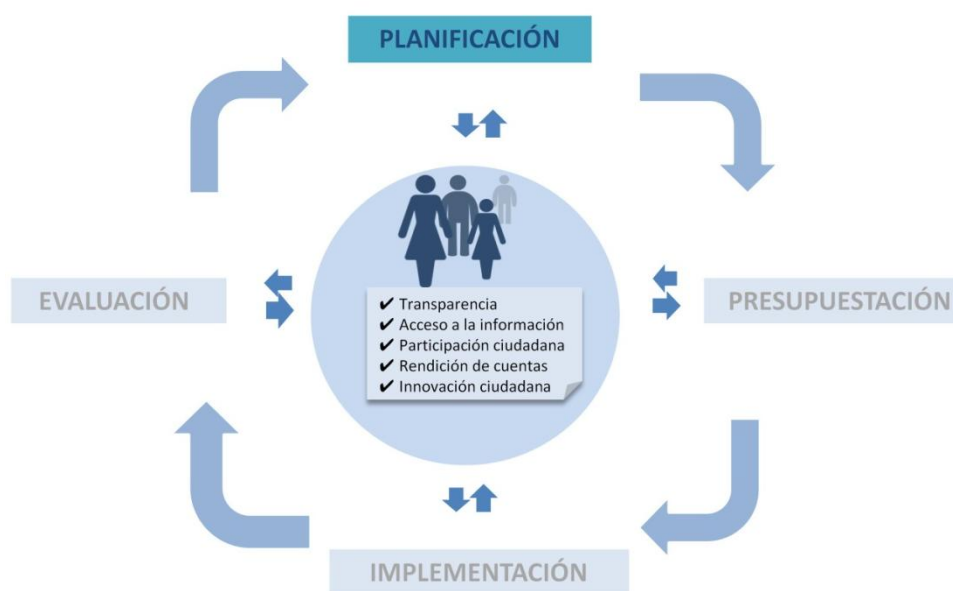 PLANIFICACIÓN
EVALUACIÓN
✔ Transparencia
✔ Acceso a la información
✔ Participación ciudadana
✔ Rendición de cuentas
✔ Innovación ciudadana
PRESUPUESTACIÓN
IMPLEMENTACIÓN